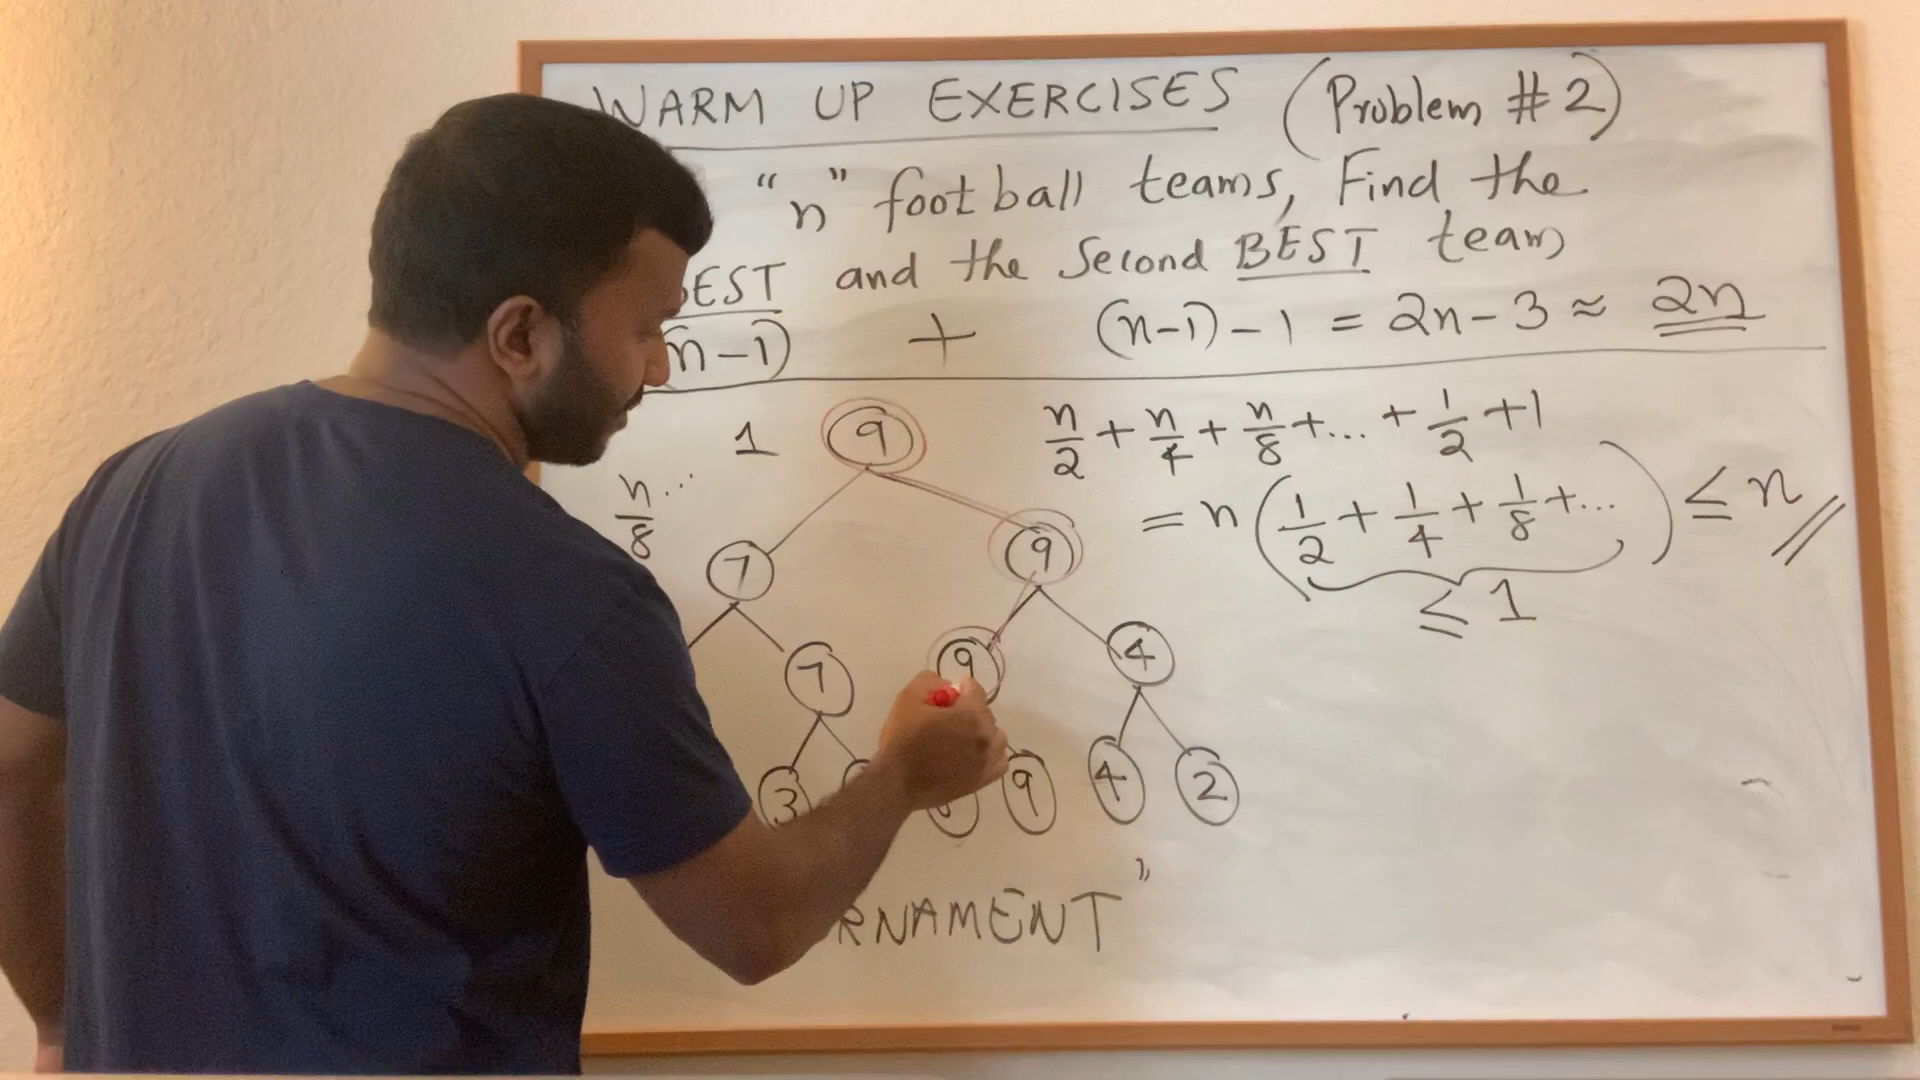 WARM UP EXERCISES (Problem #2)
"n" football teams, Find the
BEST and the Second BEST team
(n-1) + (n-1) - 1 = 2n - 3 ≈ 2n
n/8 ... 1 9
n/2 + n/4 + n/8 + ... + 1/2 + 1
= n (1/2 + 1/4 + 1/8 + ...) ≤ n
≤ 1
7 9
7 9 4
3 9 4 2
RNAMENT"